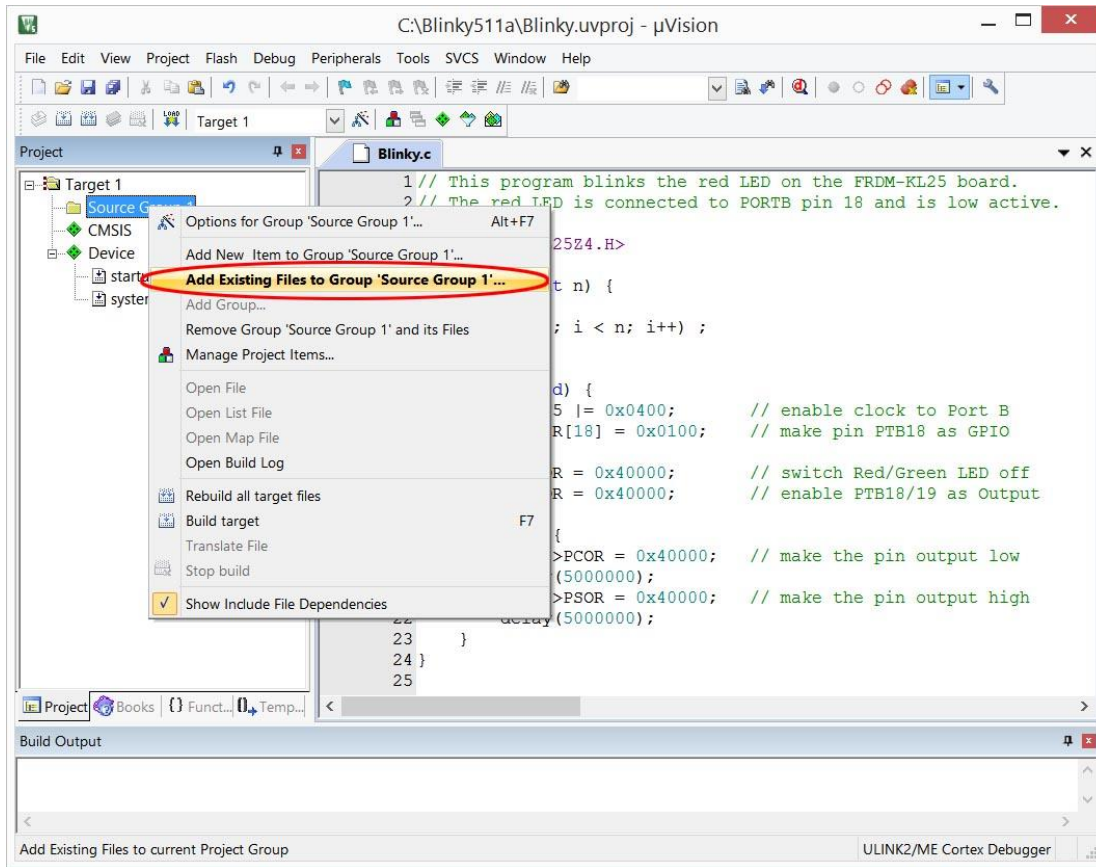 C:\Blinky511a\Blinky.uvproj - µVision
File Edit View Project Flash Debug Peripherals Tools SVCS Window Help
LOAD Target 1
Project
Blinky.c
Target 1
Source Group 1
CMSIS
Device
startu
system
Options for Group 'Source Group 1'... Alt+F7
Add New Item to Group 'Source Group 1'...
Add Existing Files to Group 'Source Group 1'...
Add Group...
Remove Group 'Source Group 1' and its Files
Manage Project Items...
Open File
Open List File
Open Map File
Open Build Log
Rebuild all target files
Build target F7
Translate File
Stop build
Show Include File Dependencies
1 // This program blinks the red LED on the FRDM-KL25 board.
2 // The red LED is connected to PORTB pin 18 and is low active.
25Z4.H>
t n) {
; i < n; i++) ;
d) {
5 |= 0x0400; // enable clock to Port B
R[18] = 0x0100; // make pin PTB18 as GPIO
R = 0x40000; // switch Red/Green LED off
R = 0x40000; // enable PTB18/19 as Output
{
>PCOR = 0x40000; // make the pin output low
(5000000);
>PSOR = 0x40000; // make the pin output high
22 delay(5000000);
23 }
24 }
25
Project Books {} Funct... Temp...
Build Output
Add Existing Files to current Project Group
ULINK2/ME Cortex Debugger